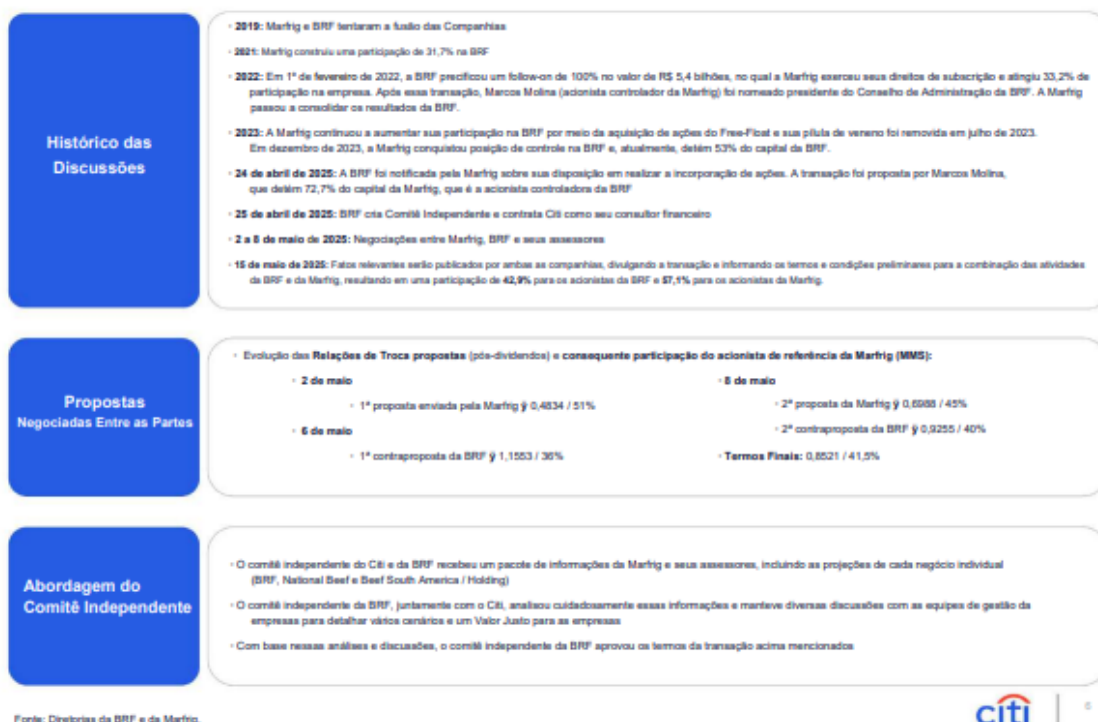 Histórico das
Discussões
◦ 2019: Marfrig e BRF tentaram a fusão das Companhias
◦ 2021: Marfrig construiu uma participação de 31,7% na BRF
◦ 2022: Em 1º de fevereiro de 2022, a BRF precificou um follow-on de 100% no valor de R$ 5,4 bilhões, no qual a Marfrig exerceu seus direitos de subscrição e atingiu 33,2% de
participação na empresa. Após essa transação, Marcos Molina (acionista controlador da Marfrig) foi nomeado presidente do Conselho de Administração da BRF. A Marfrig
passou a consolidar os resultados da BRF.
◦ 2023: A Marfrig continuou a aumentar sua participação na BRF por meio da aquisição de ações do Free-Float e sua pílula de veneno foi removida em julho de 2023.
Em dezembro de 2023, a Marfrig conquistou posição de controle na BRF e, atualmente, detém 53% do capital da BRF.
◦ 24 de abril de 2025: A BRF foi notificada pela Marfrig sobre sua disposição em realizar a incorporação de ações. A transação foi proposta por Marcos Molina,
que detém 72,7% do capital da Marfrig, que é a acionista controladora da BRF
◦ 25 de abril de 2025: BRF cria Comitê Independente e contrata Citi como seu consultor financeiro
◦ 2 a 8 de maio de 2025: Negociações entre Marfrig, BRF e seus assessores
◦ 15 de maio de 2025: Fatos relevantes serão publicados por ambas as companhias, divulgando a transação e informando os termos e condições preliminares para a combinação das atividades
da BRF e da Marfrig, resultando em uma participação de 42,9% para os acionistas da BRF e 57,1% para os acionistas da Marfrig.
Propostas
Negociadas Entre as Partes
◦ Evolução das Relações de Troca propostas (pós-dividendos) e consequente participação do acionista de referência da Marfrig (MMS):
◦ 2 de maio
◦ 1ª proposta enviada pela Marfrig ÿ 0,4834 / 51%
◦ 6 de maio
◦ 1ª contraproposta da BRF ÿ 1,1553 / 36%
◦ 8 de maio
◦ 2ª proposta da Marfrig ÿ 0,6988 / 45%
◦ 2ª contraproposta da BRF ÿ 0,9255 / 40%
◦ Termos Finais: 0,8521 / 41,5%
Abordagem do
Comitê Independente
◦ O comitê independente do Citi e da BRF recebeu um pacote de informações da Marfrig e seus assessores, incluindo as projeções de cada negócio individual
(BRF, National Beef e Beef South America / Holding)
◦ O comitê independente da BRF, juntamente com o Citi, analisou cuidadosamente essas informações e manteve diversas discussões com as equipes de gestão da
empresas para detalhar vários cenários e um Valor Justo para as empresas
◦ Com base nessas análises e discussões, o comitê independente da BRF aprovou os termos da transação acima mencionados
Fonte: Diretorias da BRF e da Marfrig.
citi
6